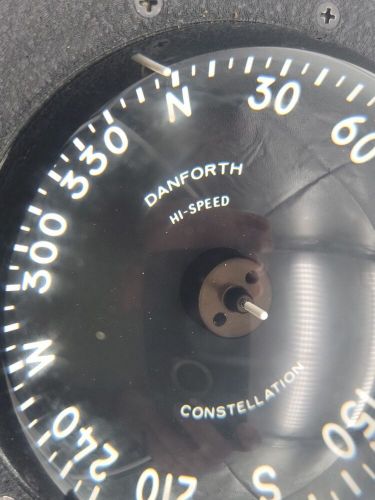 N
30
60
DANFORTH
HI-SPEED
330
300
W
240
210
S
150
CONSTELLATION